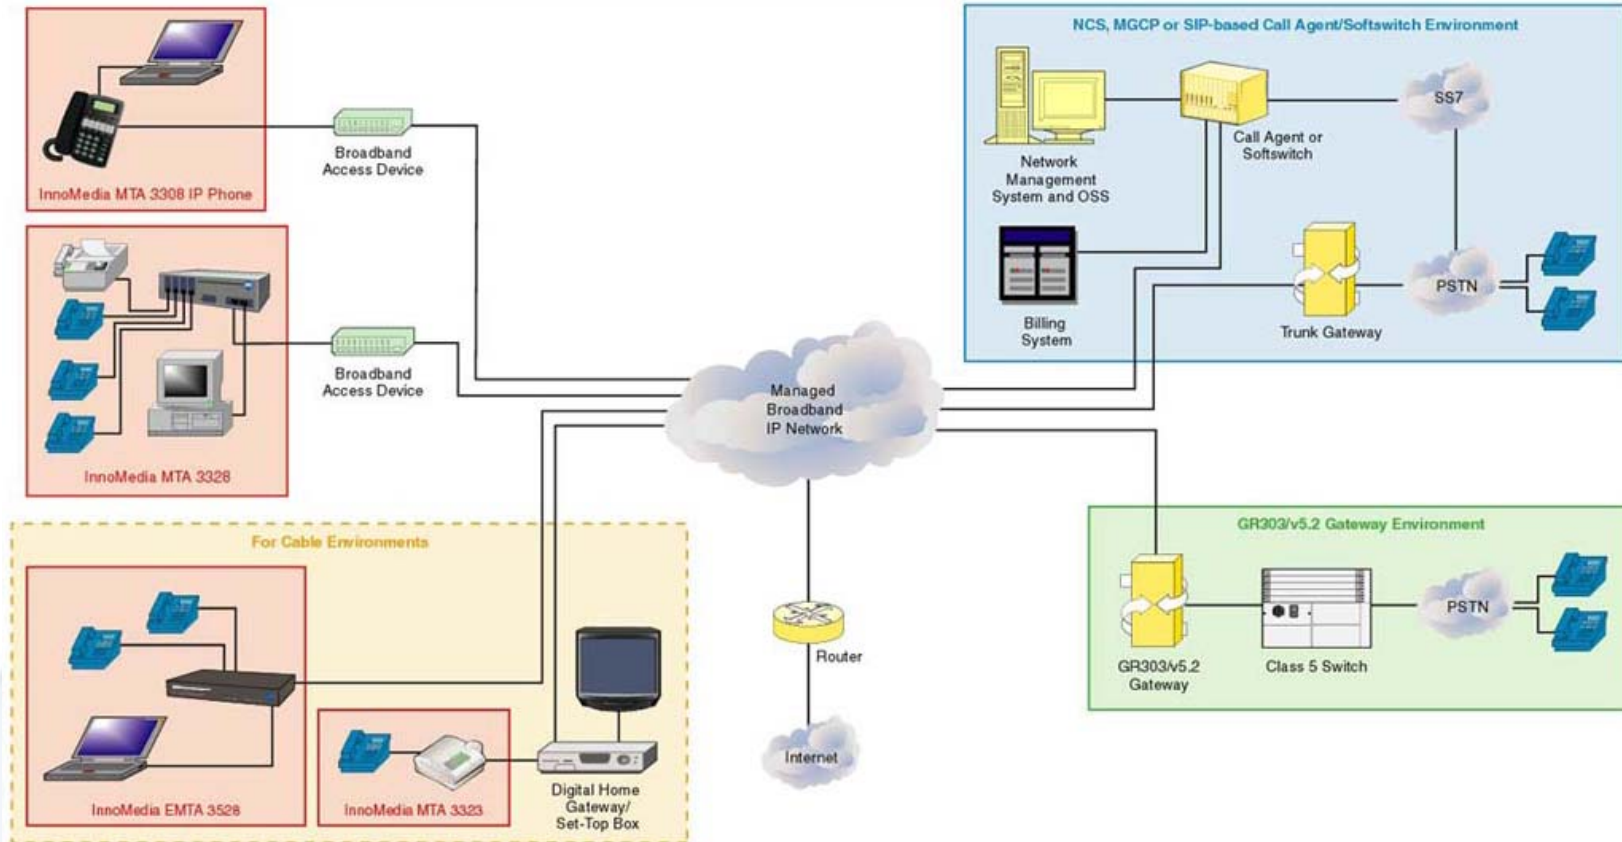 InnoMedia MTA 3308 IP Phone
Broadband
Access Device
InnoMedia MTA 3328
Broadband
Access Device
For Cable Environments
InnoMedia EMTA 3528
InnoMedia MTA 3323
Digital Home
Gateway/
Set-Top Box
Managed
Broadband
IP Network
Router
Internet
NCS, MGCP or SIP-based Call Agent/Softswitch Environment
Network
Management
System and OSS
Call Agent or
Softswitch
SS7
Billing
System
Trunk Gateway
PSTN
GR303/v5.2 Gateway Environment
GR303/v5.2
Gateway
Class 5 Switch
PSTN